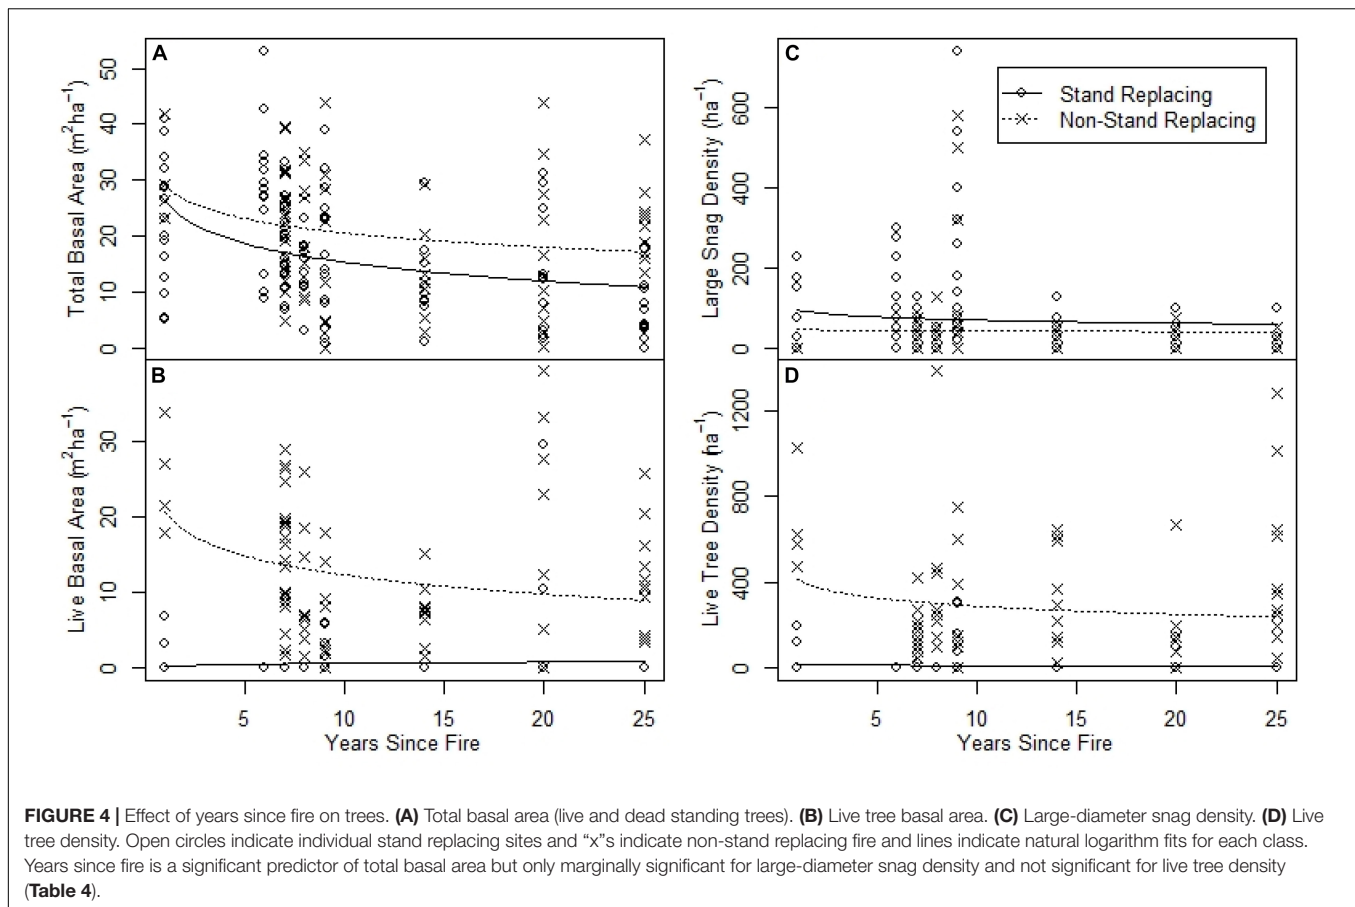 A
Total Basal Area (m²ha⁻¹)
50
40
30
20
10
0
C
Large Snag Density (ha⁻¹)
600
400
200
0
Stand Replacing
Non-Stand Replacing
B
Live Basal Area (m²ha⁻¹)
30
20
10
0
5 10 15 20 25
Years Since Fire
D
Live Tree Density (ha⁻¹)
1200
800
400
0
5 10 15 20 25
Years Since Fire
FIGURE 4 | Effect of years since fire on trees. (A) Total basal area (live and dead standing trees). (B) Live tree basal area. (C) Large-diameter snag density. (D) Live
tree density. Open circles indicate individual stand replacing sites and “x”s indicate non-stand replacing fire and lines indicate natural logarithm fits for each class.
Years since fire is a significant predictor of total basal area but only marginally significant for large-diameter snag density and not significant for live tree density
(Table 4).